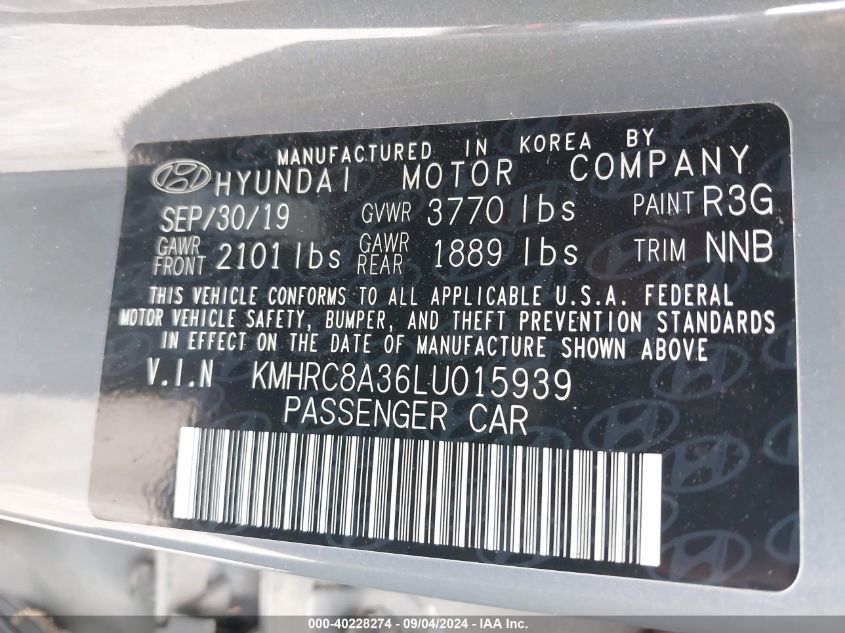 MANUFACTURED IN KOREA BY
HYUNDAI MOTOR COMPANY
SEP/30/19 GVWR 3770 lbs PAINT R3G
GAWR FRONT 2101 lbs GAWR REAR 1889 lbs TRIM NNB
THIS VEHICLE CONFORMS TO ALL APPLICABLE U.S.A. FEDERAL
MOTOR VEHICLE SAFETY, BUMPER, AND THEFT PREVENTION STANDARDS
IN EFFECT ON THE DATE OF MANUFACTURE SHOWN ABOVE
V.I.N KMHRC8A36LU015939
PASSENGER CAR
000-40228274 - 09/04/2024 - IAA Inc.